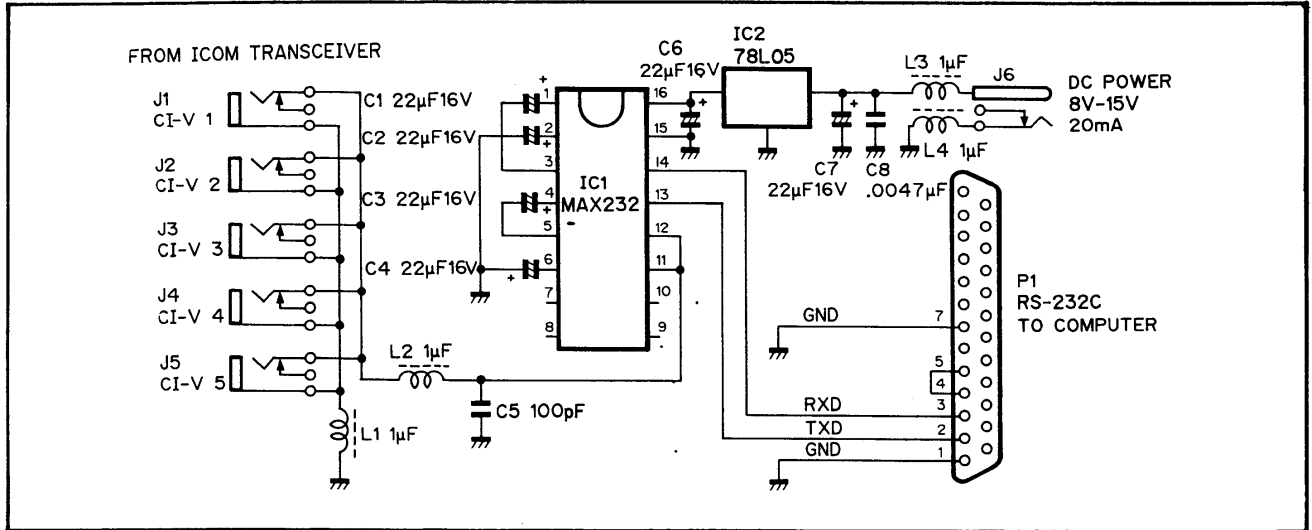 FROM ICOM TRANSCEIVER
J1
CI-V 1
J2
CI-V 2
J3
CI-V 3
J4
CI-V 4
J5
CI-V 5
L1 1µF
L2 1µF
C5 100pF
C1 22µF16V
C2 22µF16V
C3 22µF16V
C4 22µF16V
+
+
+
+
1
2
3
4
5
6
7
8
IC1
MAX232
-
16
15
14
13
12
11
10
9
C6
22µF16V
+
IC2
78L05
+
C7
22µF16V
C8
.0047µF
L3 1µF
L4 1µF
J6
DC POWER
8V-15V
20mA
P1
RS-232C
TO COMPUTER
GND
7
5
4
RXD
3
TXD
2
GND
1